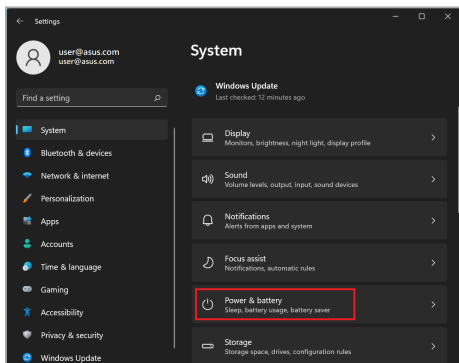 Settings
user@asus.com
user@asus.com
Find a setting
System
Bluetooth & devices
Network & internet
Personalization
Apps
Accounts
Time & language
Gaming
Accessibility
Privacy & security
Windows Update
System
Windows Update
Last checked: 12 minutes ago
Display
Monitors, brightness, night light, display profile
Sound
Volume levels, output, input, sound devices
Notifications
Alerts from apps and system
Focus assist
Notifications, automatic rules
Power & battery
Sleep, battery usage, battery saver
Storage
Storage space, drives, configuration rules